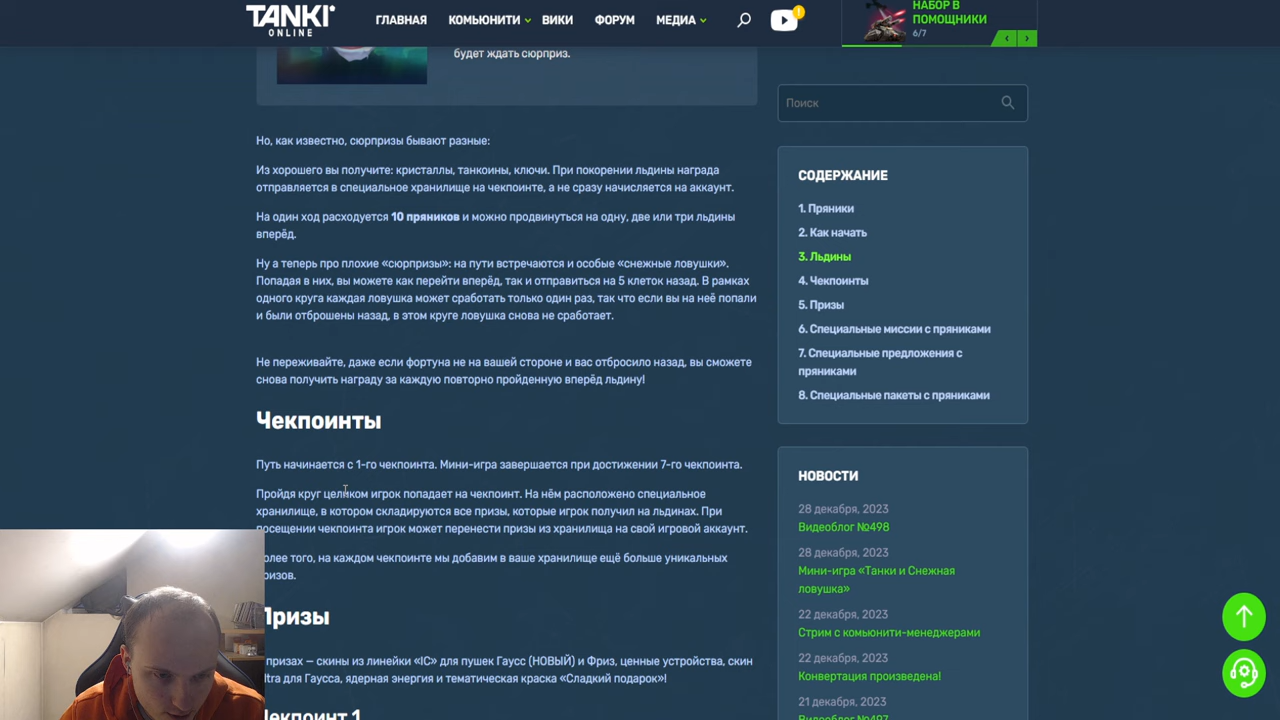 TANKI
ONLINE
ГЛАВНАЯ
КОМЬЮНИТИ
ВИКИ
ФОРУМ
МЕДИА
1
НАБОР В
ПОМОЩНИКИ
6/7
будет ждать сюрприз.
Но, как известно, сюрпризы бывают разные:
Из хорошего вы получите: кристаллы, танкоины, ключи. При покорении льдины награда
отправляется в специальное хранилище на чекпоинте, а не сразу начисляется на аккаунт.
На один ход расходуется 10 пряников и можно продвинуться на одну, две или три льдины
вперёд.
Ну а теперь про плохие «сюрпризы»: на пути встречаются и особые «снежные ловушки».
Попадая в них, вы можете как перейти вперёд, так и отправиться на 5 клеток назад. В рамках
одного круга каждая ловушка может сработать только один раз, так что если вы на неё попали
и были отброшены назад, в этом круге ловушка снова не сработает.
Не переживайте, даже если фортуна не на вашей стороне и вас отбросило назад, вы сможете
снова получить награду за каждую повторно пройденную вперёд льдину!
Чекпоинты
Путь начинается с 1-го чекпоинта. Мини-игра завершается при достижении 7-го чекпоинта.
Пройдя круг целиком игрок попадает на чекпоинт. На нём расположено специальное
хранилище, в котором складируются все призы, которые игрок получил на льдинах. При
посещении чекпоинта игрок может перенести призы из хранилища на свой игровой аккаунт.
олее того, на каждом чекпоинте мы добавим в ваше хранилище ещё больше уникальных
ризов.
Призы
призах — скины из линейки «IC» для пушек Гаусс (НОВЫЙ) и Фриз, ценные устройства, скин
ltra для Гаусса, ядерная энергия и тематическая краска «Сладкий подарок»!
Чекпоинт 1
Поиск
СОДЕРЖАНИЕ
1. Пряники
2. Как начать
3. Льдины
4. Чекпоинты
5. Призы
6. Специальные миссии с пряниками
7. Специальные предложения с
пряниками
8. Специальные пакеты с пряниками
НОВОСТИ
28 декабря, 2023
Видеоблог №498
28 декабря, 2023
Мини-игра «Танки и Снежная
ловушка»
22 декабря, 2023
Стрим с комьюнити-менеджерами
22 декабря, 2023
Конвертация произведена!
21 декабря, 2023
Видеоблог №497